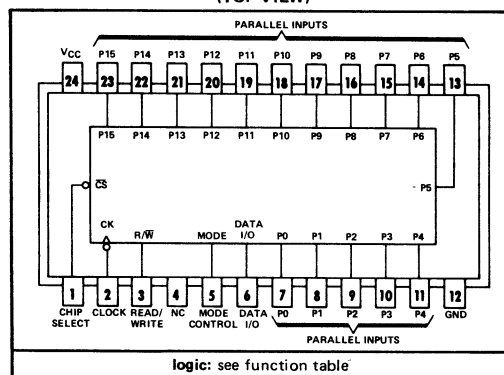 (TOP VIEW)
PARALLEL INPUTS
VCC P15 P14 P13 P12 P11 P10 P9 P8 P7 P6 P5
24 23 22 21 20 19 18 17 16 15 14 13
P15 P14 P13 P12 P11 P10 P9 P8 P7 P6
CS P5
CK R/W MODE DATA I/O P0 P1 P2 P3 P4
1 2 3 4 5 6 7 8 9 10 11 12
CHIP SELECT CLOCK READ/WRITE NC MODE CONTROL DATA I/O P0 P1 P2 P3 P4 GND
PARALLEL INPUTS
logic: see function table